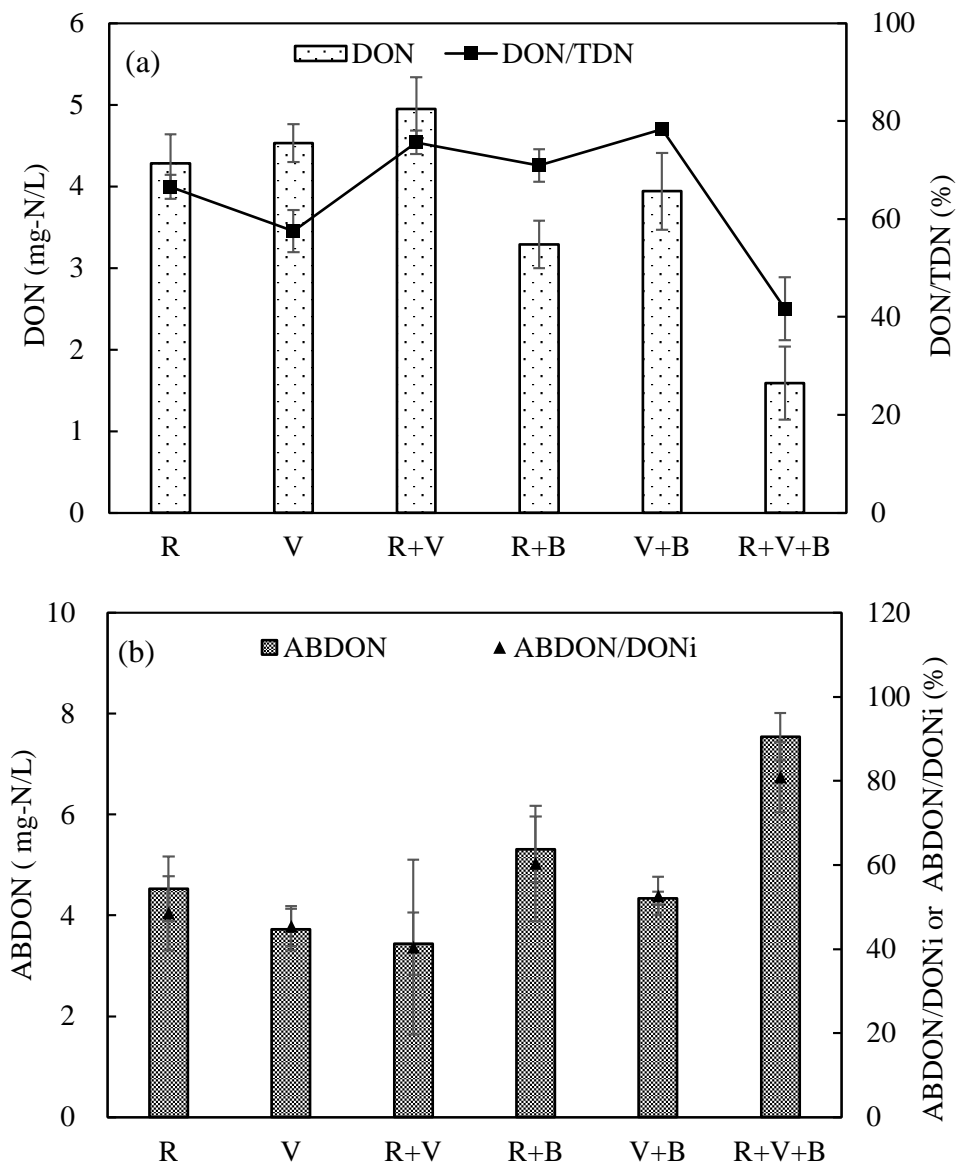 (a)
DON
DON/TDN
6
5
4
3
2
1
0
DON (mg-N/L)
100
80
60
40
20
0
DON/TDN (%)
R V R+V R+B V+B R+V+B
(b)
ABDON
ABDON/DONi
10
8
6
4
2
0
ABDON ( mg-N/L)
120
100
80
60
40
20
0
ABDON/DONi or ABDON/DONi (%)
R V R+V R+B V+B R+V+B